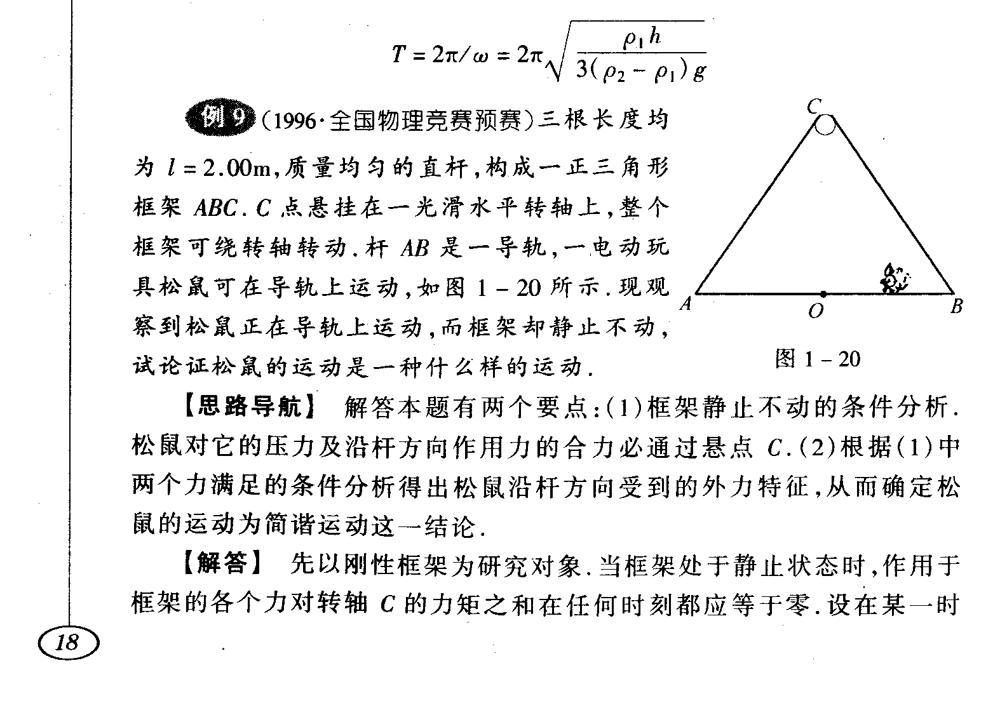 T = 2π/ω = 2π√(ρ₁h / 3(ρ₂ - ρ₁)g)
例9 (1996·全国物理竞赛预赛)三根长度均
为 l = 2.00m,质量均匀的直杆,构成一正三角形
框架 ABC. C 点悬挂在一光滑水平转轴上,整个
框架可绕转轴转动.杆 AB 是一导轨,一电动玩
具松鼠可在导轨上运动,如图 1-20 所示.现观
察到松鼠正在导轨上运动,而框架却静止不动,
试论证松鼠的运动是一种什么样的运动.
C
A
O
B
图 1-20
【思路导航】 解答本题有两个要点:(1)框架静止不动的条件分析.
松鼠对它的压力及沿杆方向作用力的合力必通过悬点 C.(2)根据(1)中
两个力满足的条件分析得出松鼠沿杆方向受到的外力特征,从而确定松
鼠的运动为简谐运动这一结论.
【解答】 先以刚性框架为研究对象.当框架处于静止状态时,作用于
框架的各个力对转轴 C 的力矩之和在任何时刻都应等于零.设在某一时
18